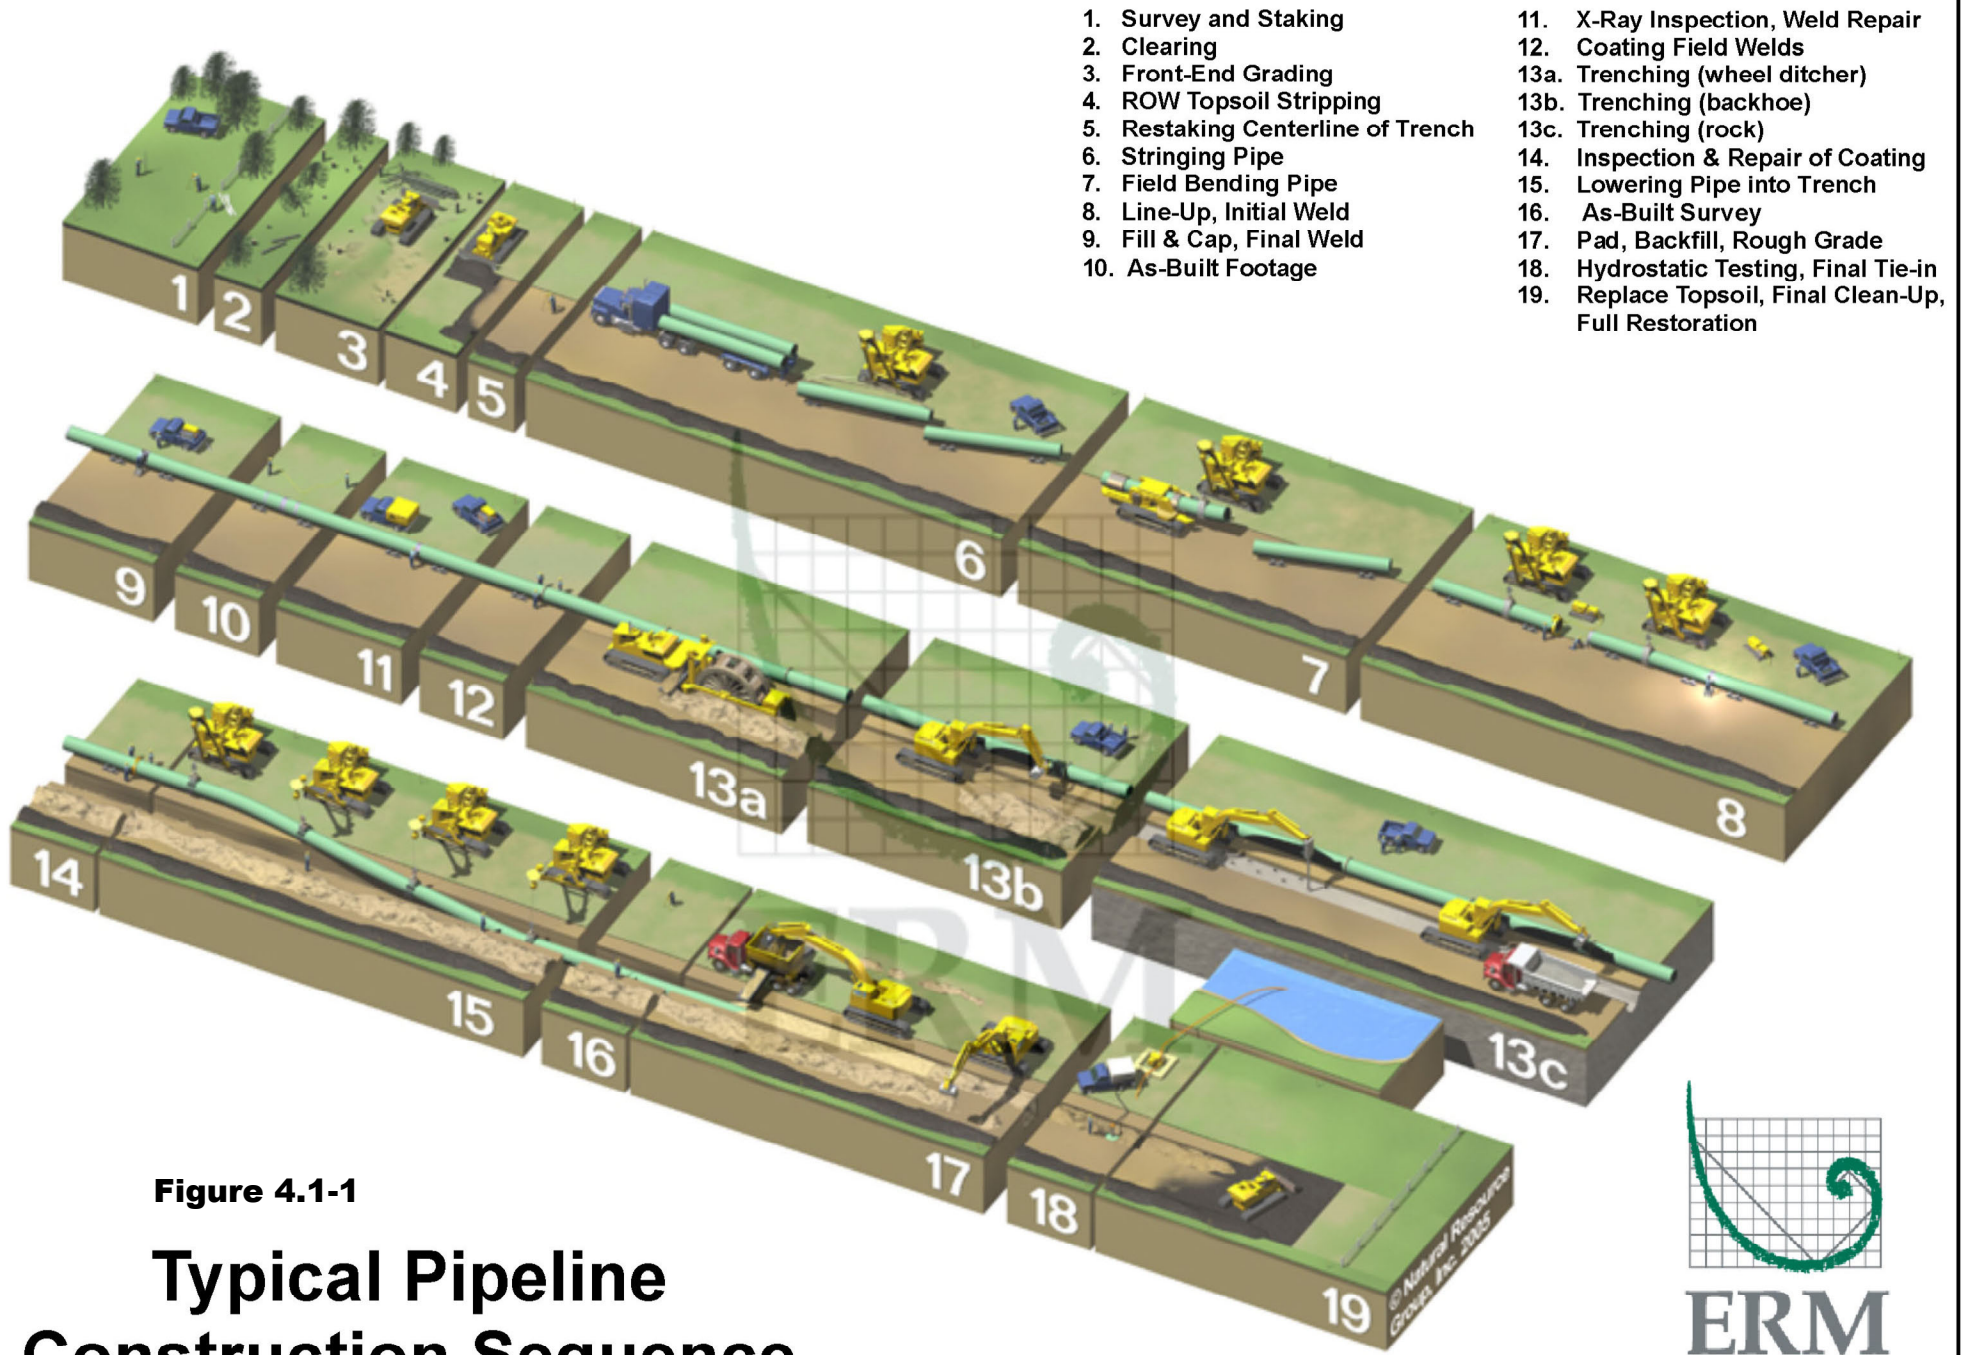 1. Survey and Staking
2. Clearing
3. Front-End Grading
4. ROW Topsoil Stripping
5. Restaking Centerline of Trench
6. Stringing Pipe
7. Field Bending Pipe
8. Line-Up, Initial Weld
9. Fill & Cap, Final Weld
10. As-Built Footage
11. X-Ray Inspection, Weld Repair
12. Coating Field Welds
13a. Trenching (wheel ditcher)
13b. Trenching (backhoe)
13c. Trenching (rock)
14. Inspection & Repair of Coating
15. Lowering Pipe into Trench
16. As-Built Survey
17. Pad, Backfill, Rough Grade
18. Hydrostatic Testing, Final Tie-in
19. Replace Topsoil, Final Clean-Up,
Full Restoration
1
2
3
4
5
6
7
8
9
10
11
12
13a
13b
13c
14
15
16
17
18
19
ERM
© Natural Resource
Group, Inc. 2005
Figure 4.1-1
Typical Pipeline
Construction Sequence
ERM